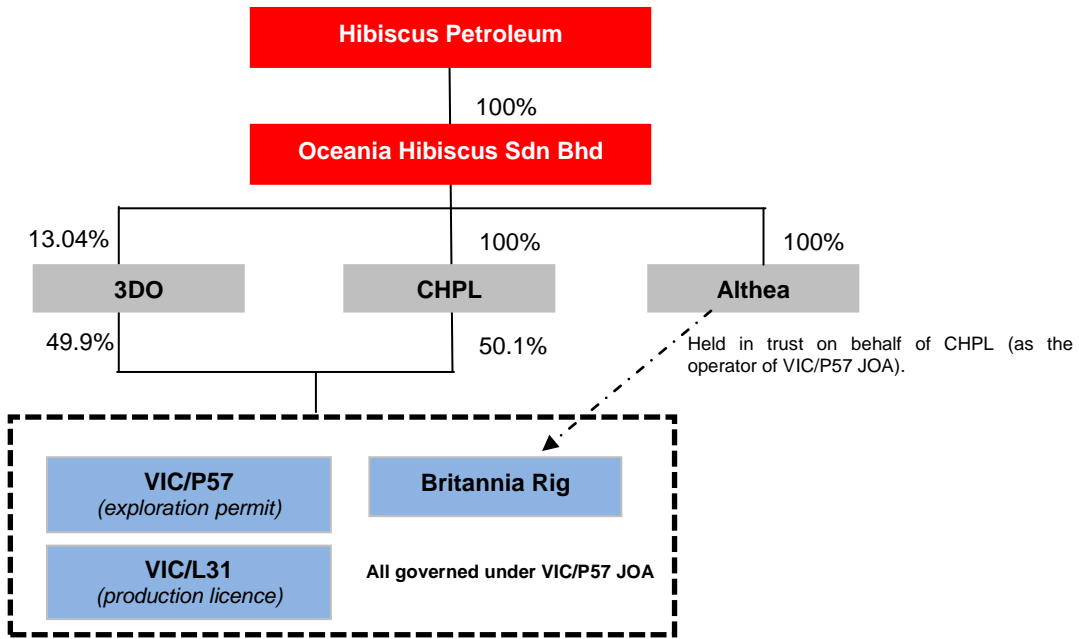 Hibiscus Petroleum
100%
Oceania Hibiscus Sdn Bhd
13.04%
100%
100%
3DO
CHPL
Althea
49.9%
50.1%
Held in trust on behalf of CHPL (as the
operator of VIC/P57 JOA).
VIC/P57
(exploration permit)
Britannia Rig
VIC/L31
(production licence)
All governed under VIC/P57 JOA